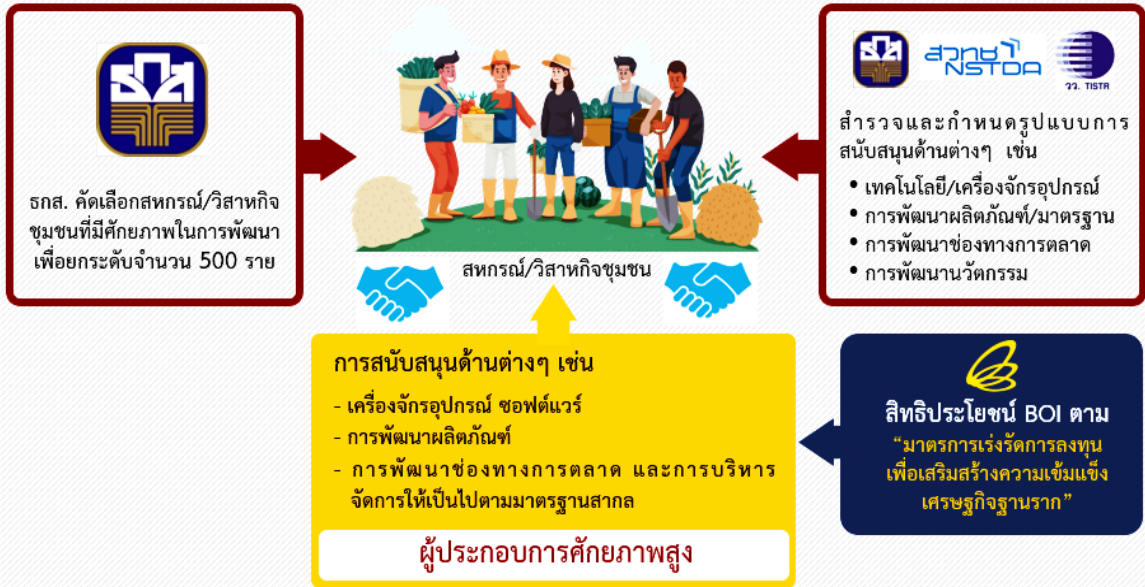 ธกส
ธกส. คัดเลือกสหกรณ์/วิสาหกิจ
ชุมชนที่มีศักยภาพในการพัฒนา
เพื่อยกระดับจำนวน 500 ราย
สหกรณ์/วิสาหกิจชุมชน
ธกส
สวทช
NSTDA
วว. TISTR
สำรวจและกำหนดรูปแบบการ
สนับสนุนด้านต่างๆ เช่น
• เทคโนโลยี/เครื่องจักรอุปกรณ์
• การพัฒนาผลิตภัณฑ์/มาตรฐาน
• การพัฒนาช่องทางการตลาด
• การพัฒนานวัตกรรม
การสนับสนุนด้านต่างๆ เช่น
- เครื่องจักรอุปกรณ์ ซอฟต์แวร์
- การพัฒนาผลิตภัณฑ์
- การพัฒนาช่องทางการตลาด และการบริหาร
จัดการให้เป็นไปตามมาตรฐานสากล
ผู้ประกอบการศักยภาพสูง
สิทธิประโยชน์ BOI ตาม
“มาตรการเร่งรัดการลงทุน
เพื่อเสริมสร้างความเข้มแข็ง
เศรษฐกิจฐานราก”